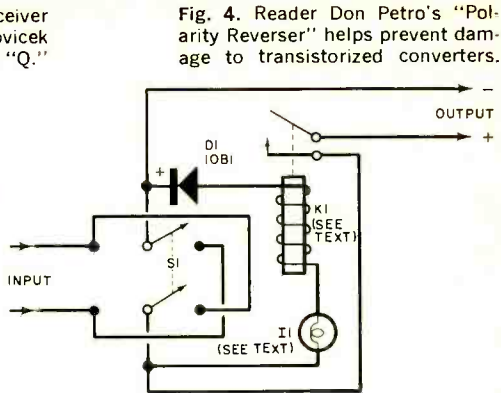 ceiver
ovicek
"Q."
Fig. 4. Reader Don Petro's "Pol-
arity Reverser" helps prevent dam-
age to transistorized converters.
−
OUTPUT
+
D1
10B1
+
K1
(SEE
TEXT)
S1
INPUT
I1
(SEE TEXT)